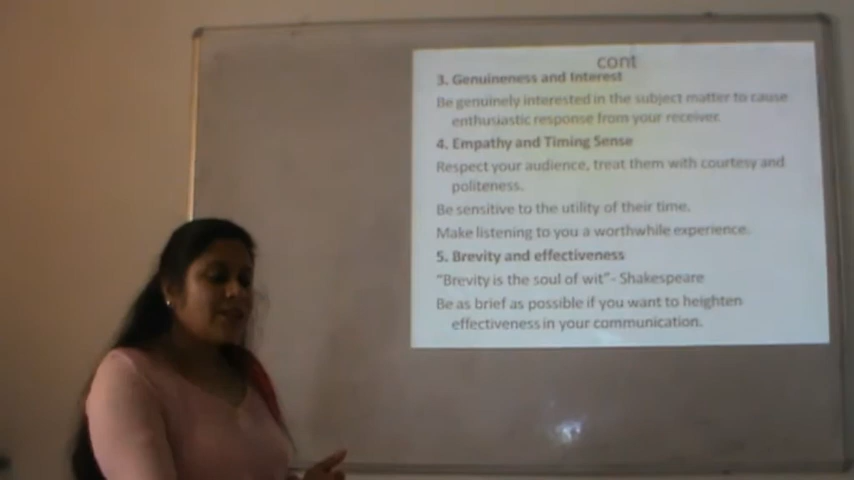 cont
3. Genuineness and Interest
Be genuinely interested in the subject matter to cause
enthusiastic response from your receiver.
4. Empathy and Timing Sense
Respect your audience, treat them with courtesy and
politeness.
Be sensitive to the utility of their time.
Make listening to you a worthwhile experience.
5. Brevity and effectiveness
“Brevity is the soul of wit”- Shakespeare
Be as brief as possible if you want to heighten
effectiveness in your communication.